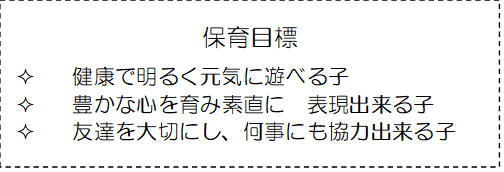 保育目標
✧ 健康で明るく元気に遊べる子
✧ 豊かな心を育み素直に　表現出来る子
✧ 友達を大切にし、何事にも協力出来る子